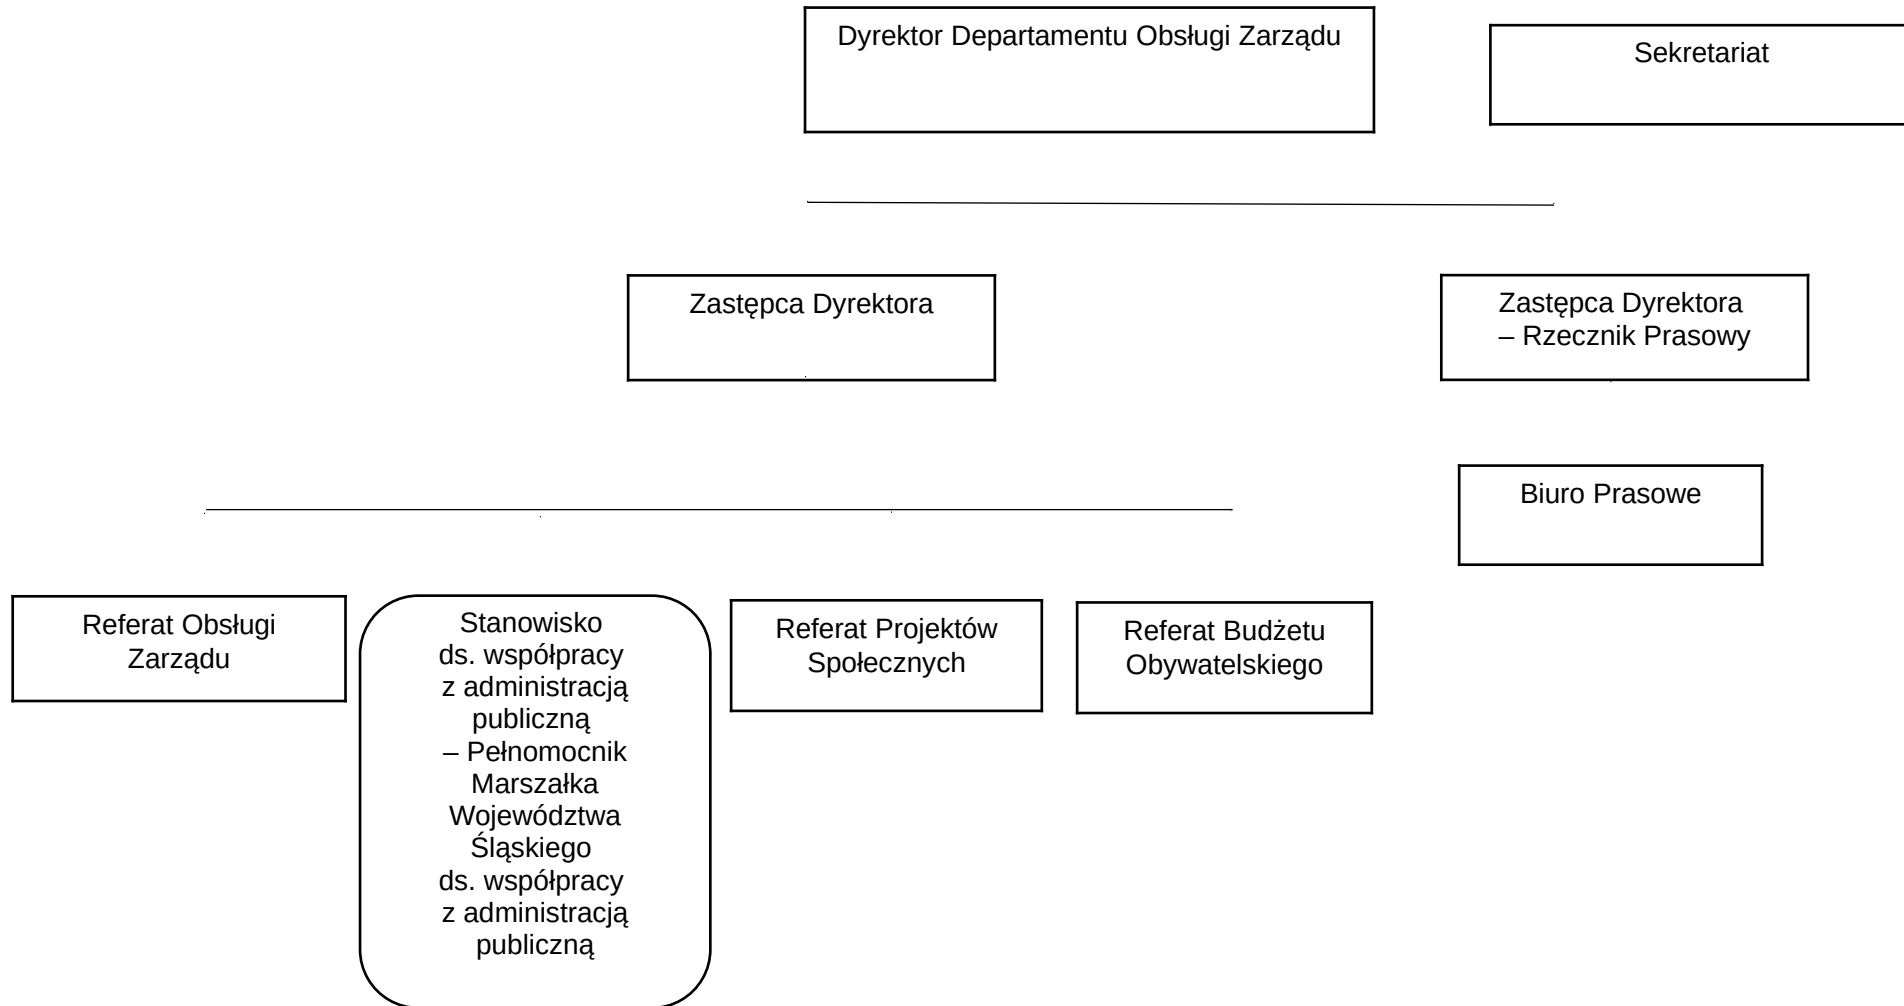 Dyrektor Departamentu Obsługi Zarządu
Sekretariat
Zastępca Dyrektora
Zastępca Dyrektora
– Rzecznik Prasowy
Biuro Prasowe
Referat Obsługi
Zarządu
Stanowisko
ds. współpracy
z administracją
publiczną
– Pełnomocnik
Marszałka
Województwa
Śląskiego
ds. współpracy
z administracją
publiczną
Referat Projektów
Społecznych
Referat Budżetu
Obywatelskiego